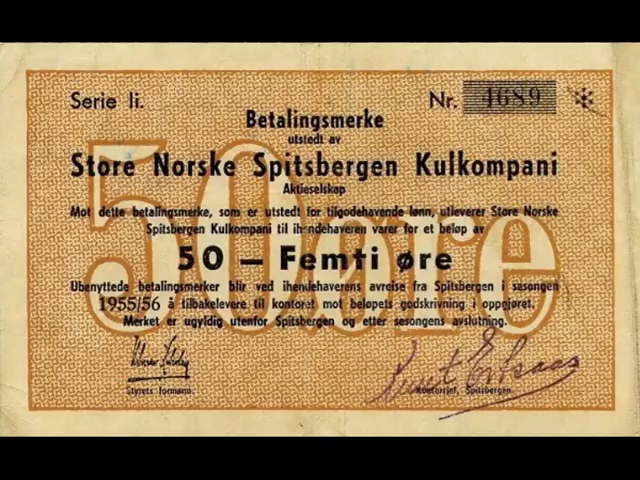 Serie Ii.
Nr. 4689 *
Betalingsmerke
utstedt av
Store Norske Spitsbergen Kulkompani
Aktieselskap
Mot dette betalingsmerke, som er utstedt for tilgodehavende lønn, utleverer Store Norske
Spitsbergen Kulkompani til ihendehaveren varer for et beløp av
50 — Femti øre
Ubenyttede betalingsmerker blir ved ihendehaverens avreise fra Spitsbergen i sesongen
1955/56 å tilbakelevere til kontoret mot beløpets godskrivning i oppgjøret.
Merket er ugyldig utenfor Spitsbergen og etter sesongens avslutning.
50 øre
Styrets formann.
Kontorsjef, Spitsbergen.